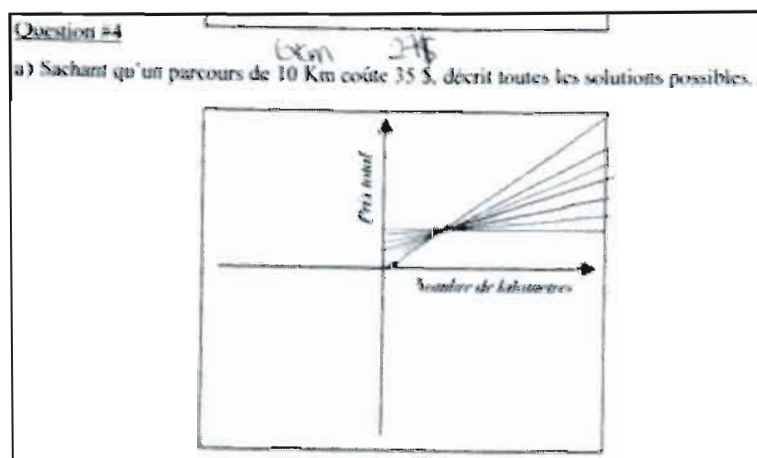 Question #4
6km 27$
a) Sachant qu'un parcours de 10 Km coûte 35 $, décrit toutes les solutions possibles.
Prix total
Nombre de kilomètres